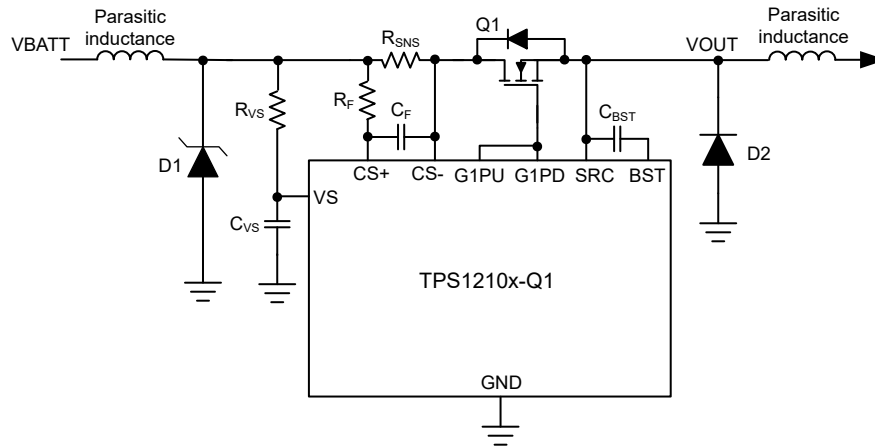 Parasitic
inductance
VBATT
Q1
RSNS
VOUT
Parasitic
inductance
RVS
RF
CF
CBST
D1
D2
CS+
CS-
G1PU
G1PD
SRC
BST
VS
CVS
TPS1210x-Q1
GND